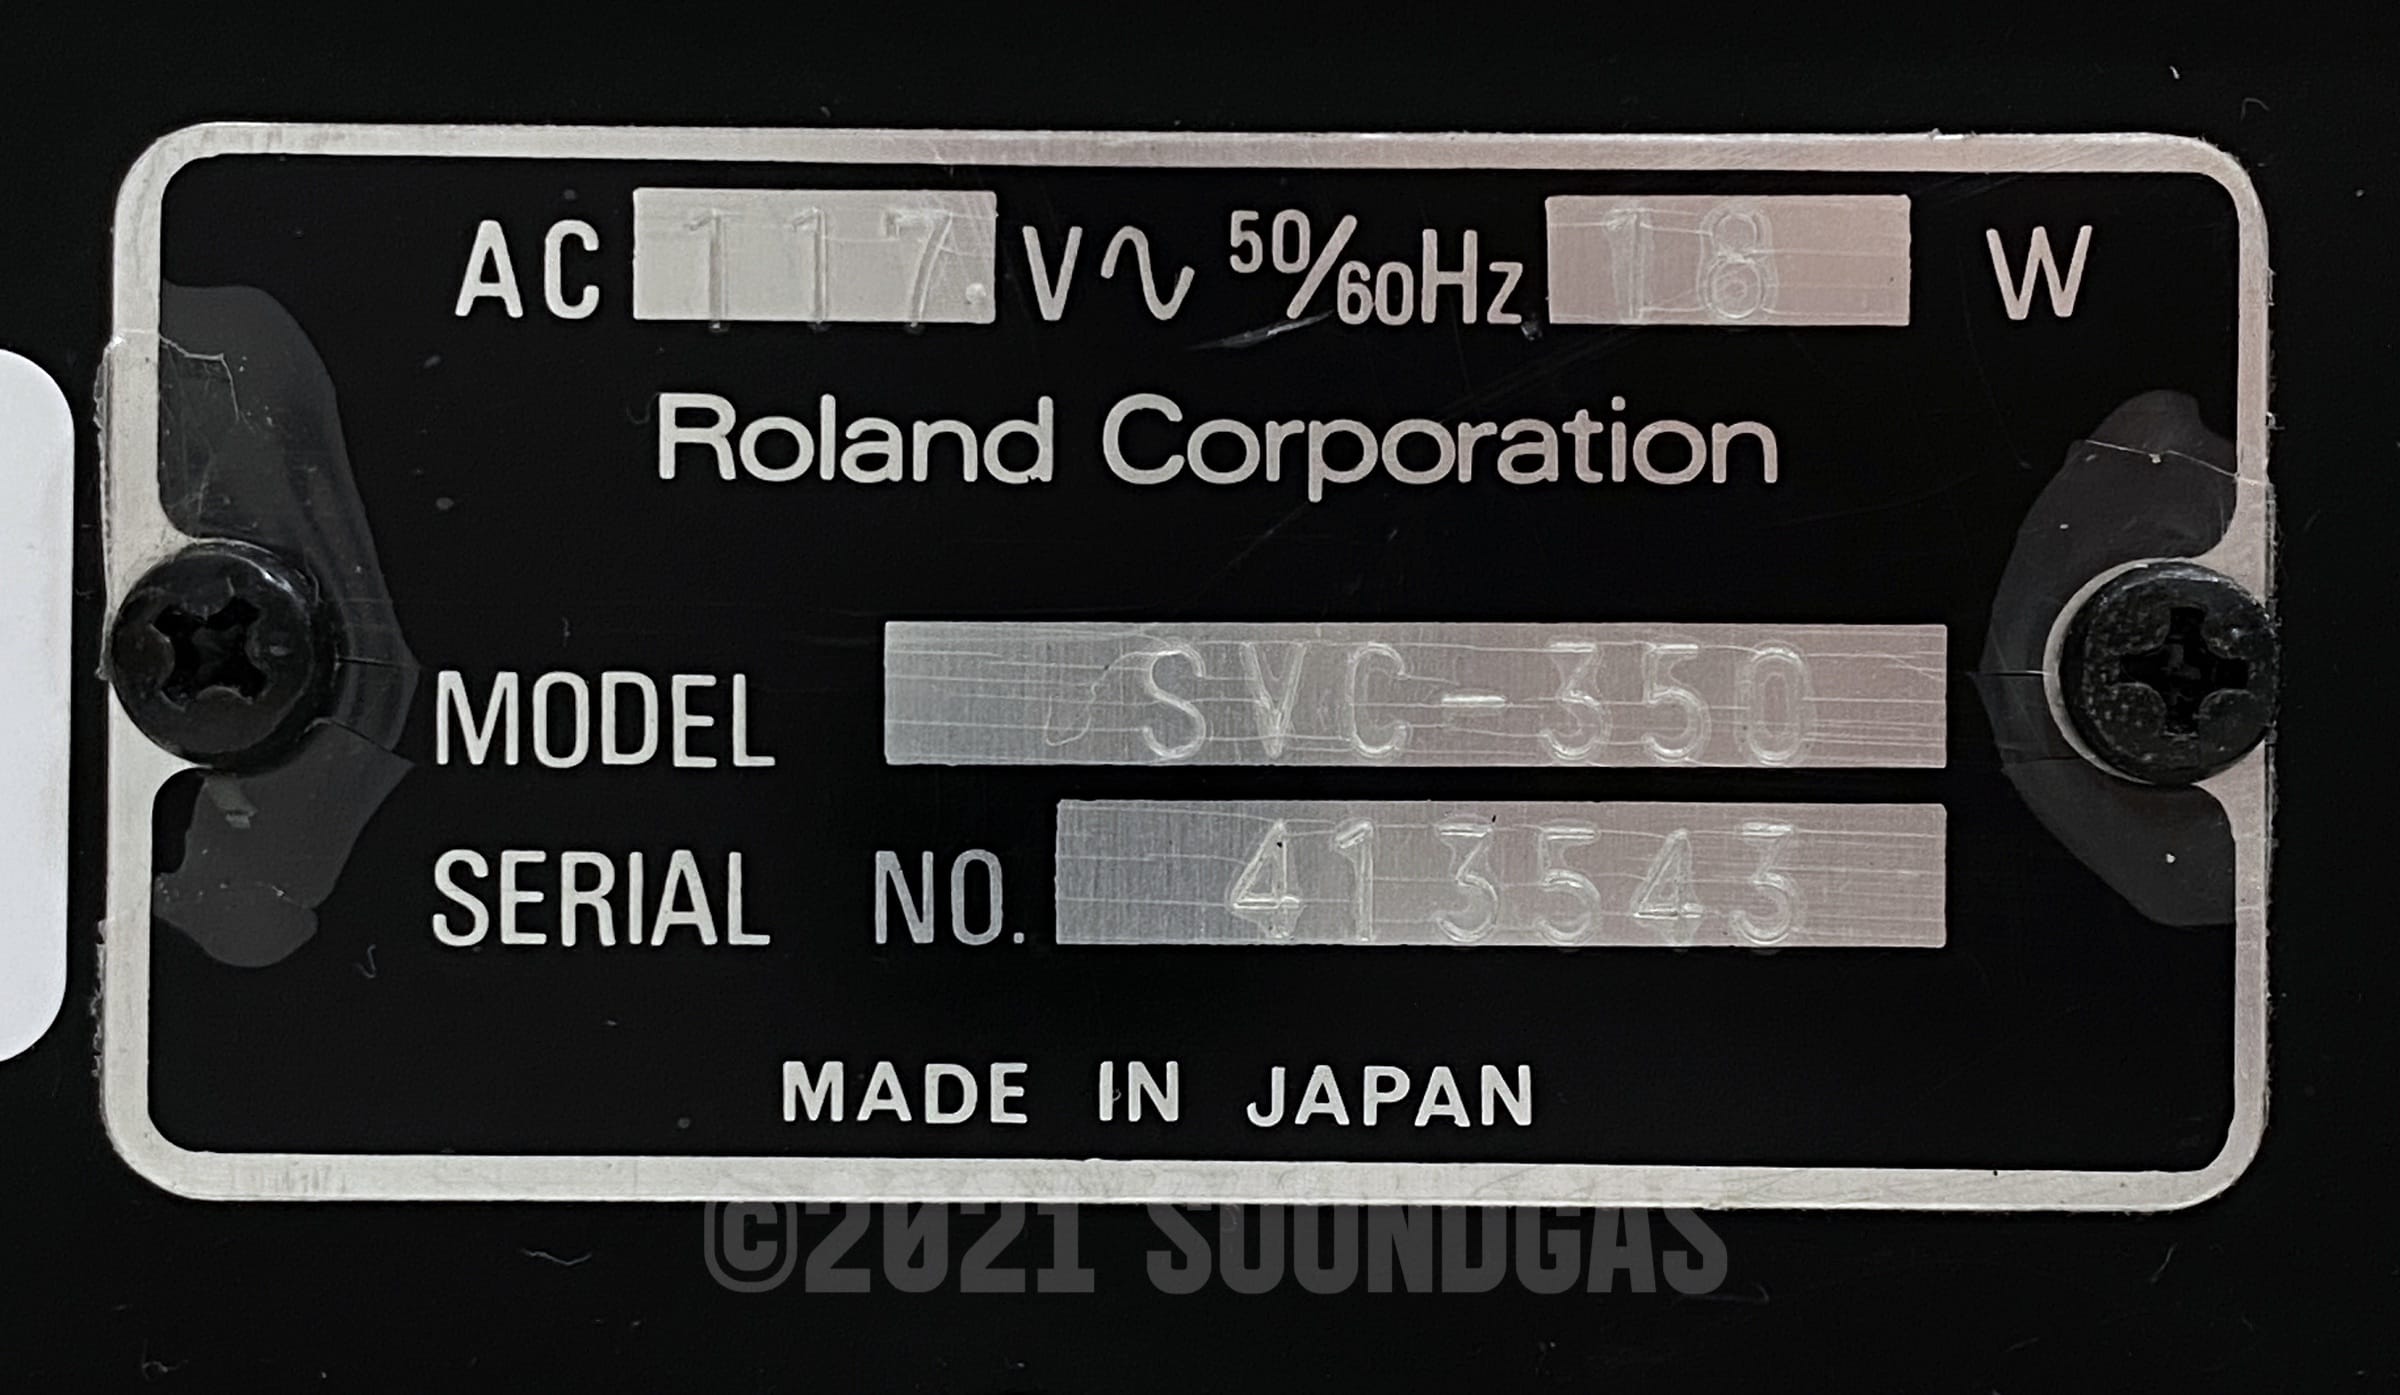 AC 117 V∿ 50/60Hz 18 W
Roland Corporation
MODEL SVC-350
SERIAL NO. 413543
MADE IN JAPAN
©2021 SOUNDGAS